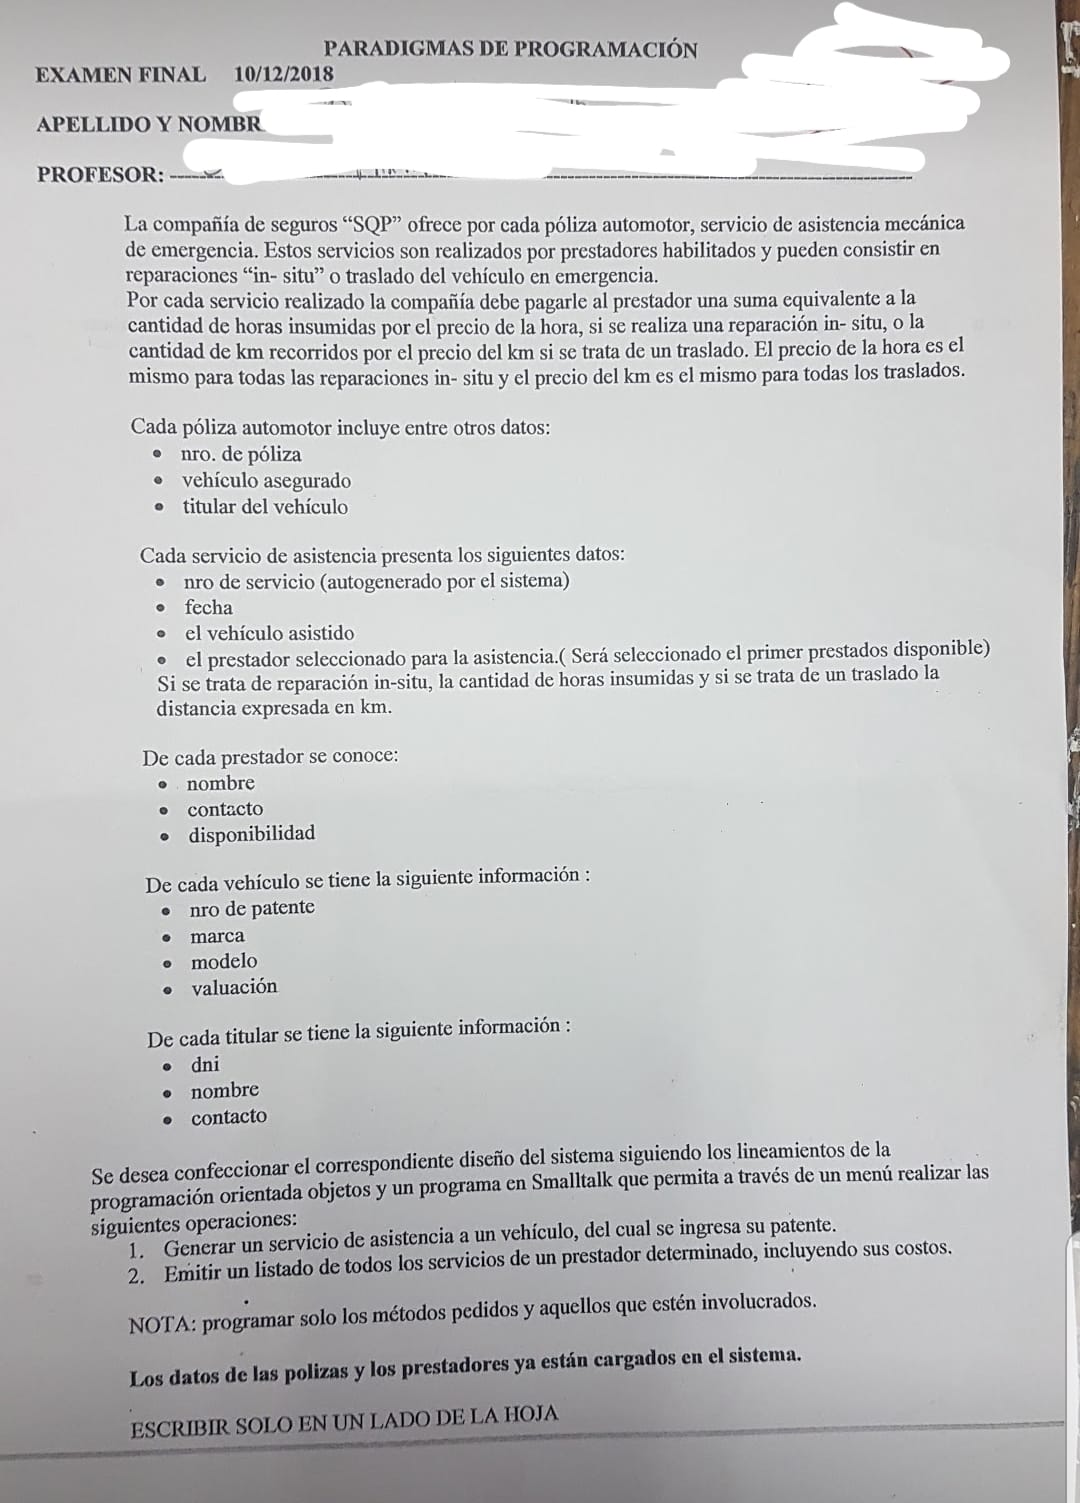 PARADIGMAS DE PROGRAMACIÓN
EXAMEN FINAL 10/12/2018
APELLIDO Y NOMBR
PROFESOR:
La compañía de seguros “SQP” ofrece por cada póliza automotor, servicio de asistencia mecánica
de emergencia. Estos servicios son realizados por prestadores habilitados y pueden consistir en
reparaciones “in- situ” o traslado del vehículo en emergencia.
Por cada servicio realizado la compañía debe pagarle al prestador una suma equivalente a la
cantidad de horas insumidas por el precio de la hora, si se realiza una reparación in- situ, o la
cantidad de km recorridos por el precio del km si se trata de un traslado. El precio de la hora es el
mismo para todas las reparaciones in- situ y el precio del km es el mismo para todas los traslados.
Cada póliza automotor incluye entre otros datos:
• nro. de póliza
• vehículo asegurado
• titular del vehículo
Cada servicio de asistencia presenta los siguientes datos:
• nro de servicio (autogenerado por el sistema)
• fecha
• el vehículo asistido
• el prestador seleccionado para la asistencia.( Será seleccionado el primer prestados disponible)
Si se trata de reparación in-situ, la cantidad de horas insumidas y si se trata de un traslado la
distancia expresada en km.
De cada prestador se conoce:
• nombre
• contacto
• disponibilidad
De cada vehículo se tiene la siguiente información :
• nro de patente
• marca
• modelo
• valuación
De cada titular se tiene la siguiente información :
• dni
• nombre
• contacto
Se desea confeccionar el correspondiente diseño del sistema siguiendo los lineamientos de la
programación orientada objetos y un programa en Smalltalk que permita a través de un menú realizar las
siguientes operaciones:
1. Generar un servicio de asistencia a un vehículo, del cual se ingresa su patente.
2. Emitir un listado de todos los servicios de un prestador determinado, incluyendo sus costos.
NOTA: programar solo los métodos pedidos y aquellos que estén involucrados.
Los datos de las polizas y los prestadores ya están cargados en el sistema.
ESCRIBIR SOLO EN UN LADO DE LA HOJA